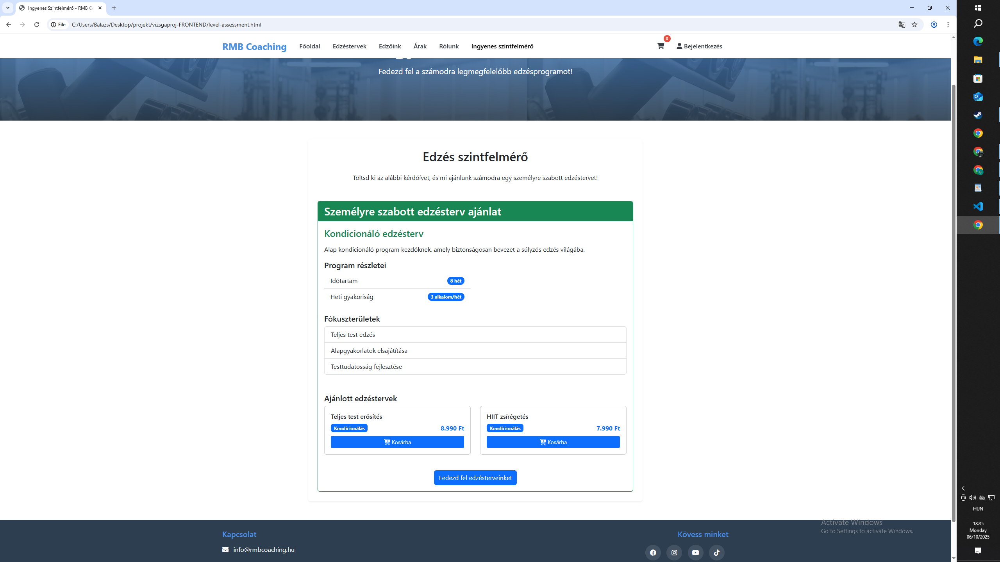 Ingyenes Szintfelmérő - RMB C
File
C:/Users/Balazs/Desktop/projekt/vizsgaproj-FRONTEND/level-assessment.html
RMB Coaching
Főoldal
Edzéstervek
Edzőink
Árak
Rólunk
Ingyenes szintfelmérő
0
Bejelentkezés
Fedezd fel a számodra legmegfelelőbb edzésprogramot!
Edzés szintfelmérő
Töltsd ki az alábbi kérdőívet, és mi ajánlunk számodra egy személyre szabott edzéstervet!
Személyre szabott edzésterv ajánlat
Kondicionáló edzésterv
Alap kondicionáló program kezdőknek, amely biztonságosan bevezet a súlyzós edzés világába.
Program részletei
Időtartam 8 hét
Heti gyakoriság 3 alkalom/hét
Fókuszterületek
Teljes test edzés
Alapgyakorlatok elsajátítása
Testtudatosság fejlesztése
Ajánlott edzéstervek
Teljes test erősítés
Kondicionálás 8.990 Ft
Kosárba
HIIT zsírégetés
Kondicionálás 7.990 Ft
Kosárba
Fedezd fel edzésterveinket
Kapcsolat
info@rmbcoaching.hu
Kövess minket
Activate Windows
Go to Settings to activate Windows.
HUN
18:35
Monday
06/10/2025